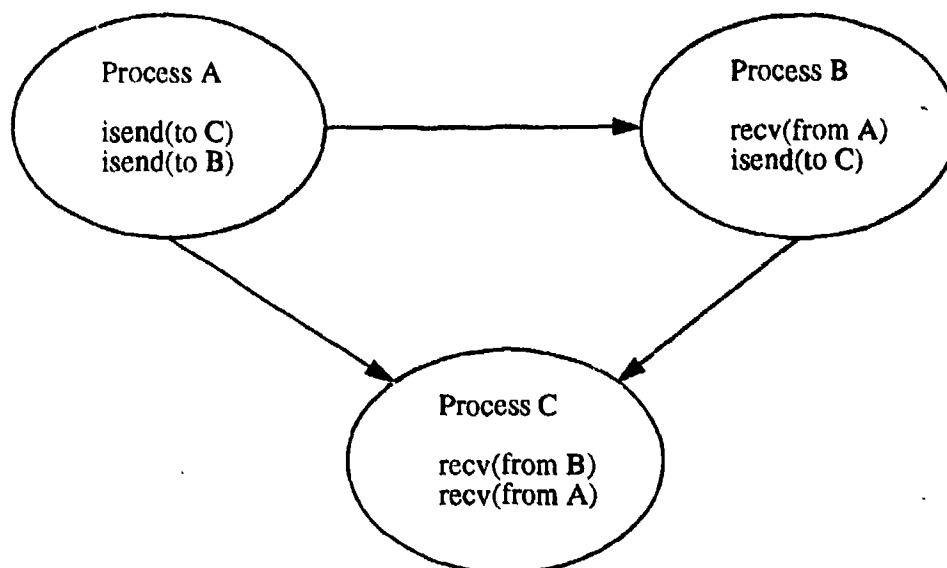 Process A
isend(to C)
isend(to B)
Process B
recv(from A)
isend(to C)
Process C
recv(from B)
recv(from A)